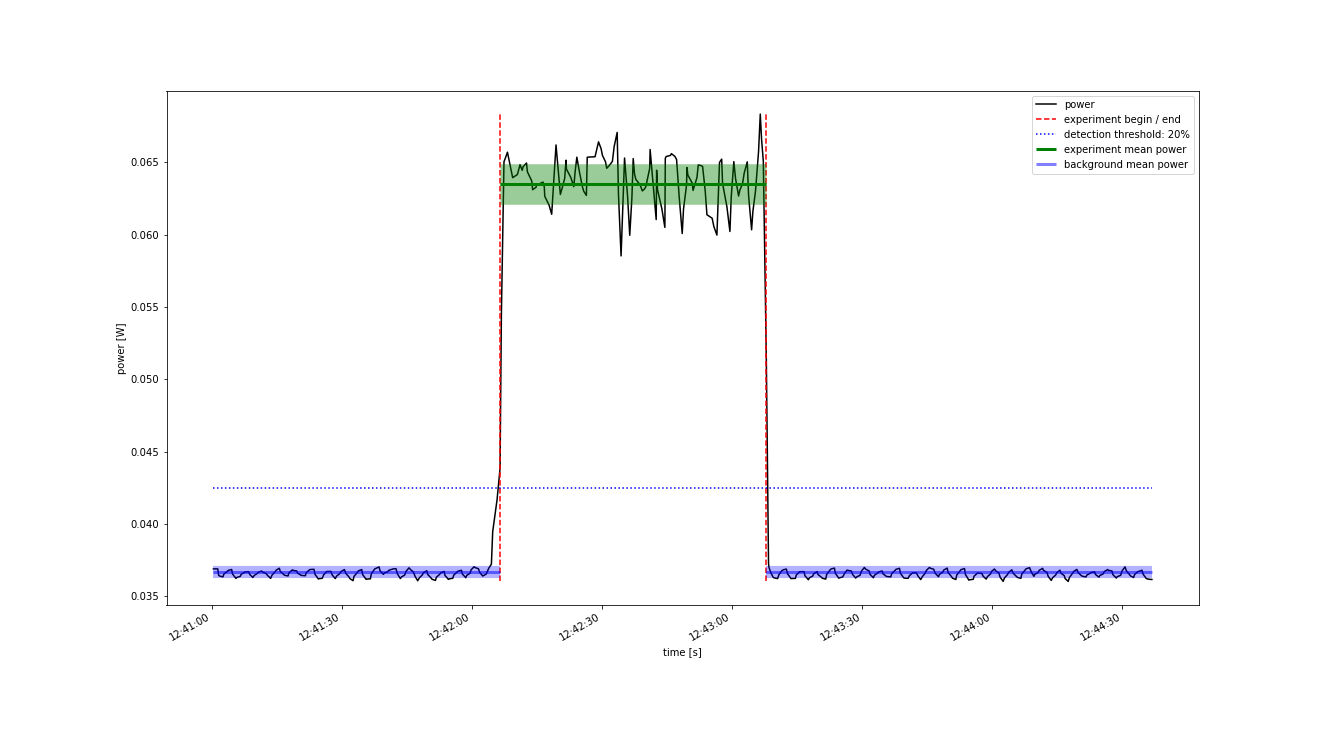 power
experiment begin / end
detection threshold: 20%
experiment mean power
background mean power
0.065
0.060
0.055
0.050
0.045
0.040
0.035
power [W]
12:41:00
12:41:30
12:42:00
12:42:30
12:43:00
12:43:30
12:44:00
12:44:30
time [s]